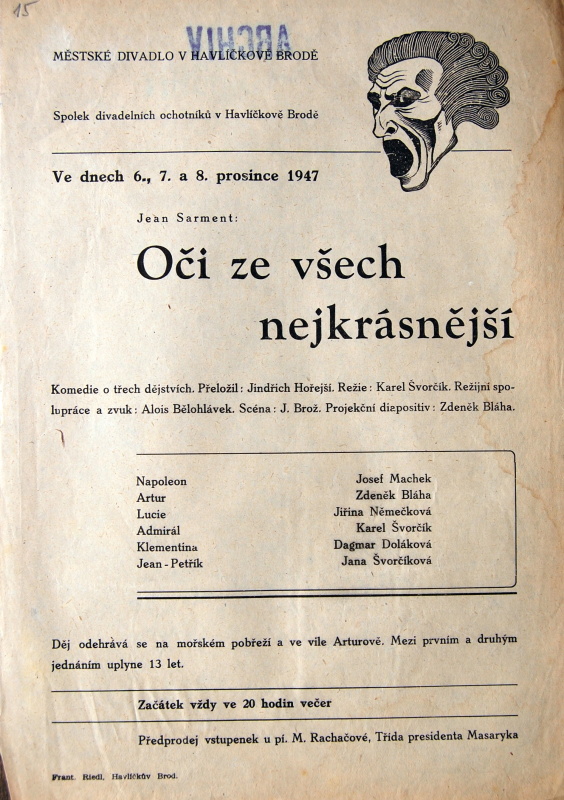 15
ARCHIV
MĚSTSKÉ DIVADLO V HAVLÍČKOVĚ BRODĚ
Spolek divadelních ochotníků v Havlíčkově Brodě
Ve dnech 6., 7. a 8. prosince 1947
Jean Sarment:
Oči ze všech
nejkrásnější
Komedie o třech dějstvích. Přeložil: Jindřich Hořejší. Režie: Karel Švorčík. Režijní spo-
lupráce a zvuk: Alois Bělohlávek. Scéna: J. Brož. Projekční diapositiv: Zdeněk Bláha.
Napoleon Josef Machek
Artur Zdeněk Bláha
Lucie Jiřina Němečková
Admirál Karel Švorčík
Klementina Dagmar Doláková
Jean-Petřík Jana Švorčíková
Děj odehràvá se na mořském pobřeží a ve vile Arturově. Mezi prvním a druhým
jednáním uplyne 13 let.
Začátek vždy ve 20 hodin večer
Předprodej vstupenek u pí. M. Rachačové, Třída presidenta Masaryka
Frant. Riedl, Havlíčkův Brod.